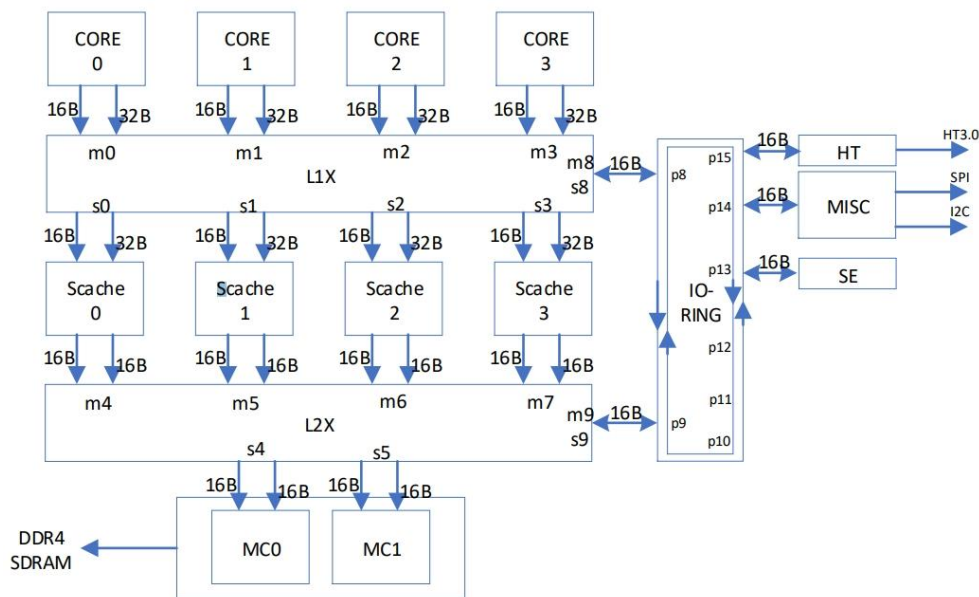 CORE
0
CORE
1
CORE
2
CORE
3
16B
32B
16B
32B
16B
32B
16B
32B
m0
m1
m2
m3
m8
s8
L1X
s0
s1
s2
s3
16B
16B
32B
16B
32B
16B
32B
16B
32B
Scache
0
Scache
1
Scache
2
Scache
3
16B
16B
16B
16B
16B
16B
16B
16B
m4
m5
m6
m7
m9
s9
L2X
s4
s5
16B
16B
16B
16B
16B
MC0
MC1
DDR4
SDRAM
p8
p9
p15
p14
p13
IO-
RING
p12
p11
p10
16B
HT
HT3.0
16B
MISC
SPI
I2C
16B
SE